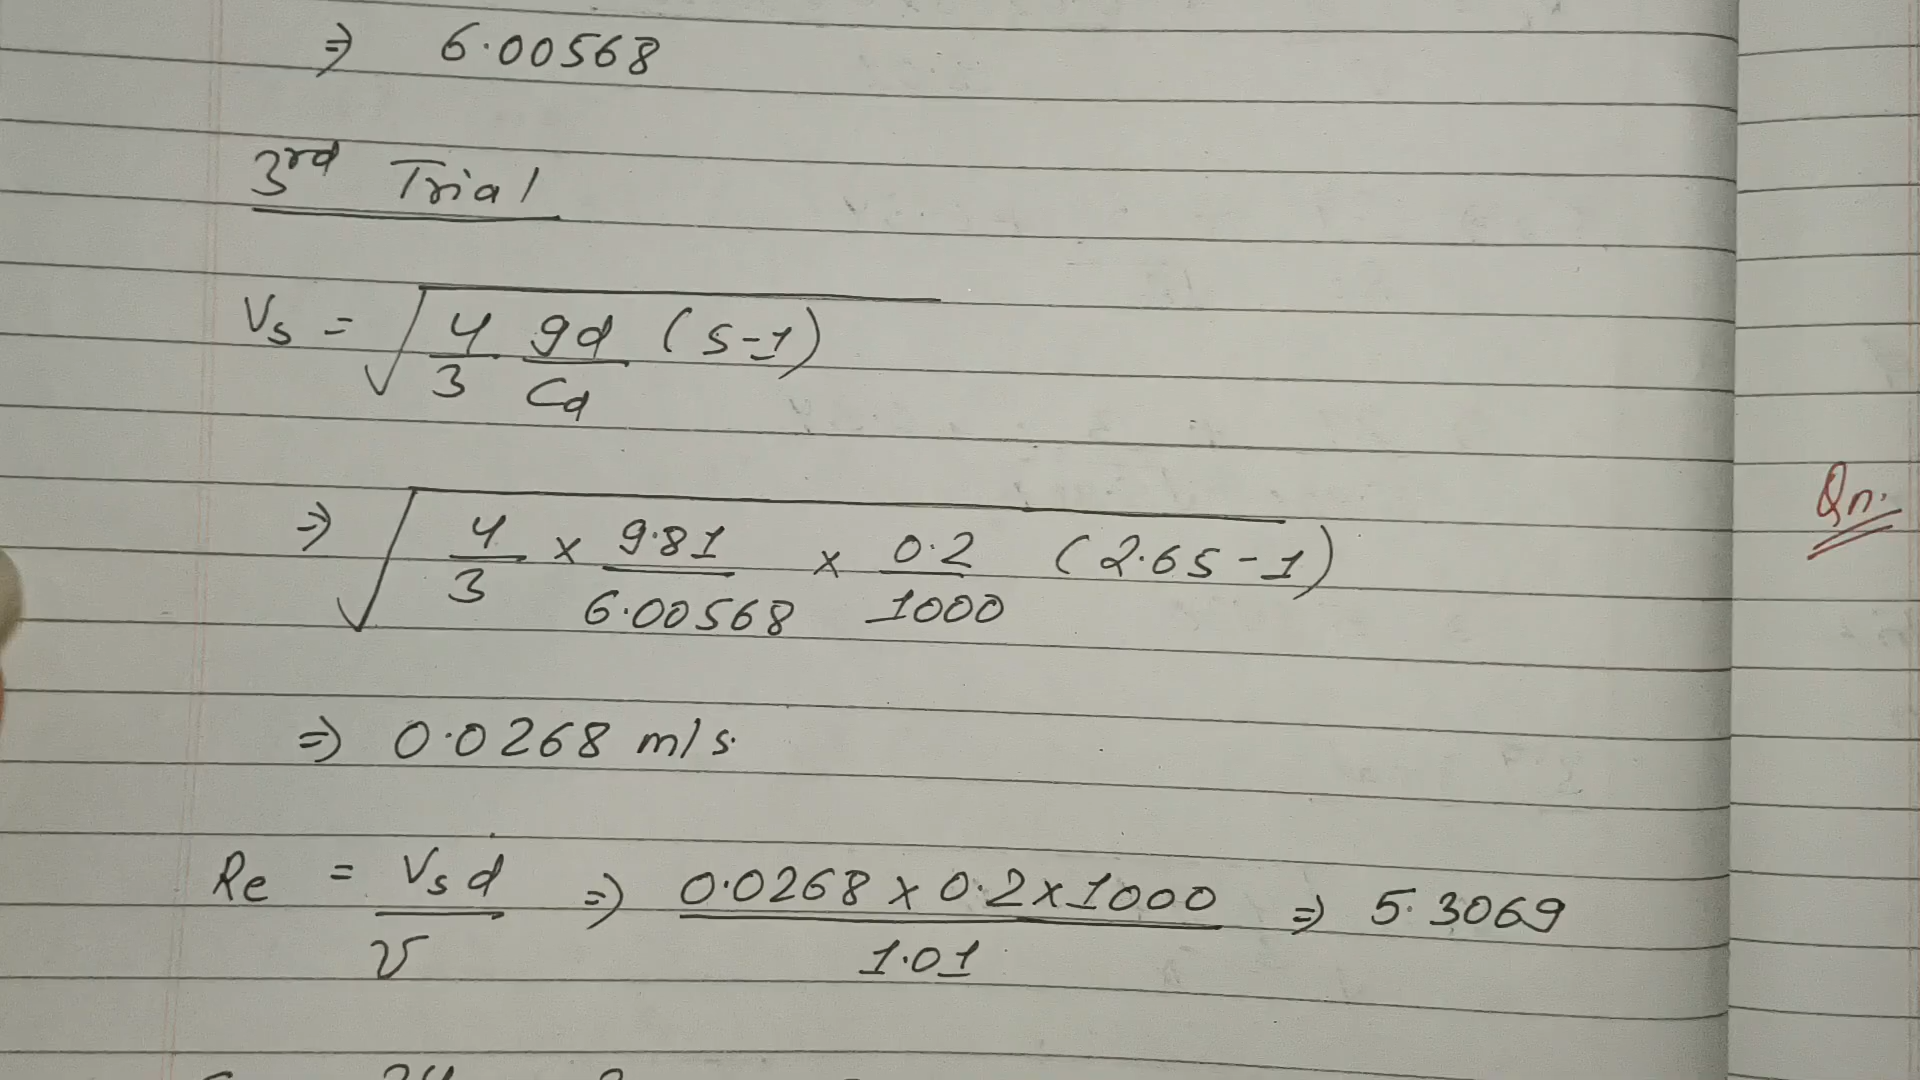 ⇒ 6.00568
3rd Trial
Vs = √(4/3 gd/Cd (s-1))
⇒ √(4/3 × 9.81/6.00568 × 0.2/1000 (2.65-1))
⇒ 0.0268 m/s.
Re = Vsd/ν ⇒ 0.0268 × 0.2 × 1000/1.01 ⇒ 5.3069
Qn.